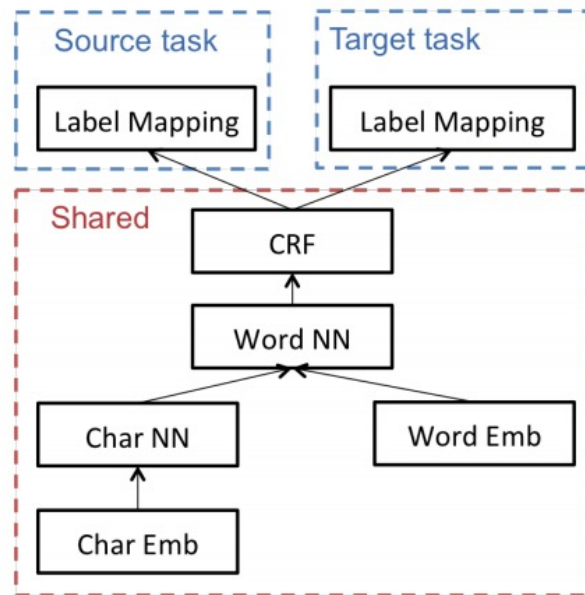 Source task
Target task
Label Mapping
Label Mapping
Shared
CRF
Word NN
Char NN
Word Emb
Char Emb